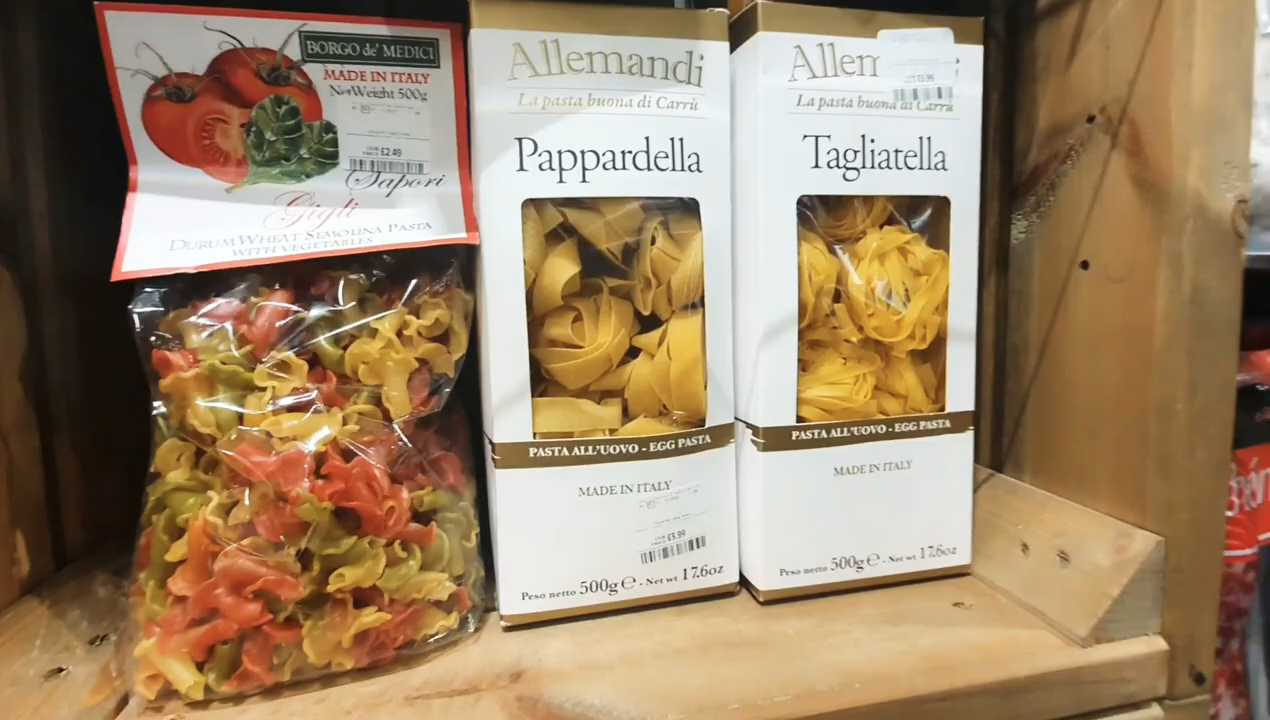 BORGO de' MEDICI
MADE IN ITALY
Net Weight 500g
£2.49
Sapori
Gigli
DURUM WHEAT SEMOLINA PASTA
WITH VEGETABLES
Allemandi
La pasta buona di Carrù
Pappardella
PASTA ALL'UOVO - EGG PASTA
MADE IN ITALY
£3.99
Peso netto 500g e - Net wt 17.6oz
Allem
£3.99
La pasta buona di Carrù
Tagliatella
PASTA ALL'UOVO - EGG PASTA
MADE IN ITALY
Peso netto 500g e - Net wt 17.6oz